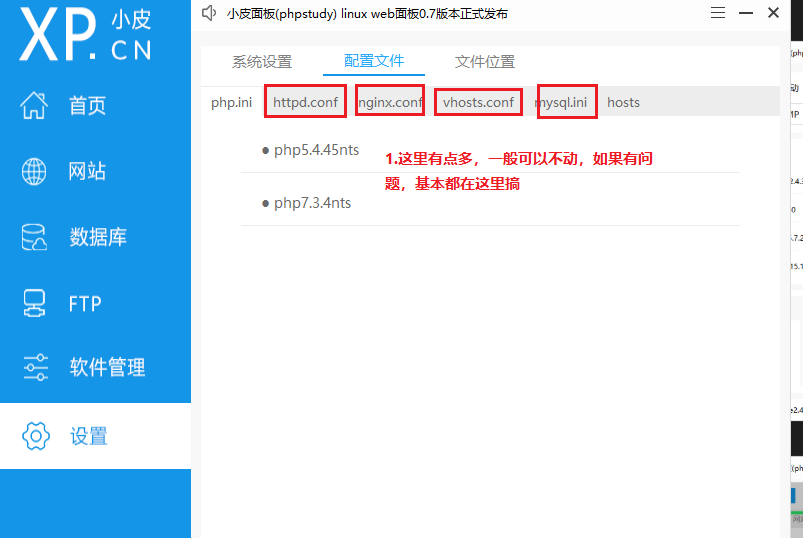 XP.CN 小皮
小皮面板(phpstudy) linux web面板0.7版本正式发布
系统设置 配置文件 文件位置
php.ini httpd.conf nginx.conf vhosts.conf mysql.ini hosts
首页
网站
数据库
FTP
软件管理
设置
● php5.4.45nts
● php7.3.4nts
1.这里有点多，一般可以不动，如果有问
题，基本都在这里搞